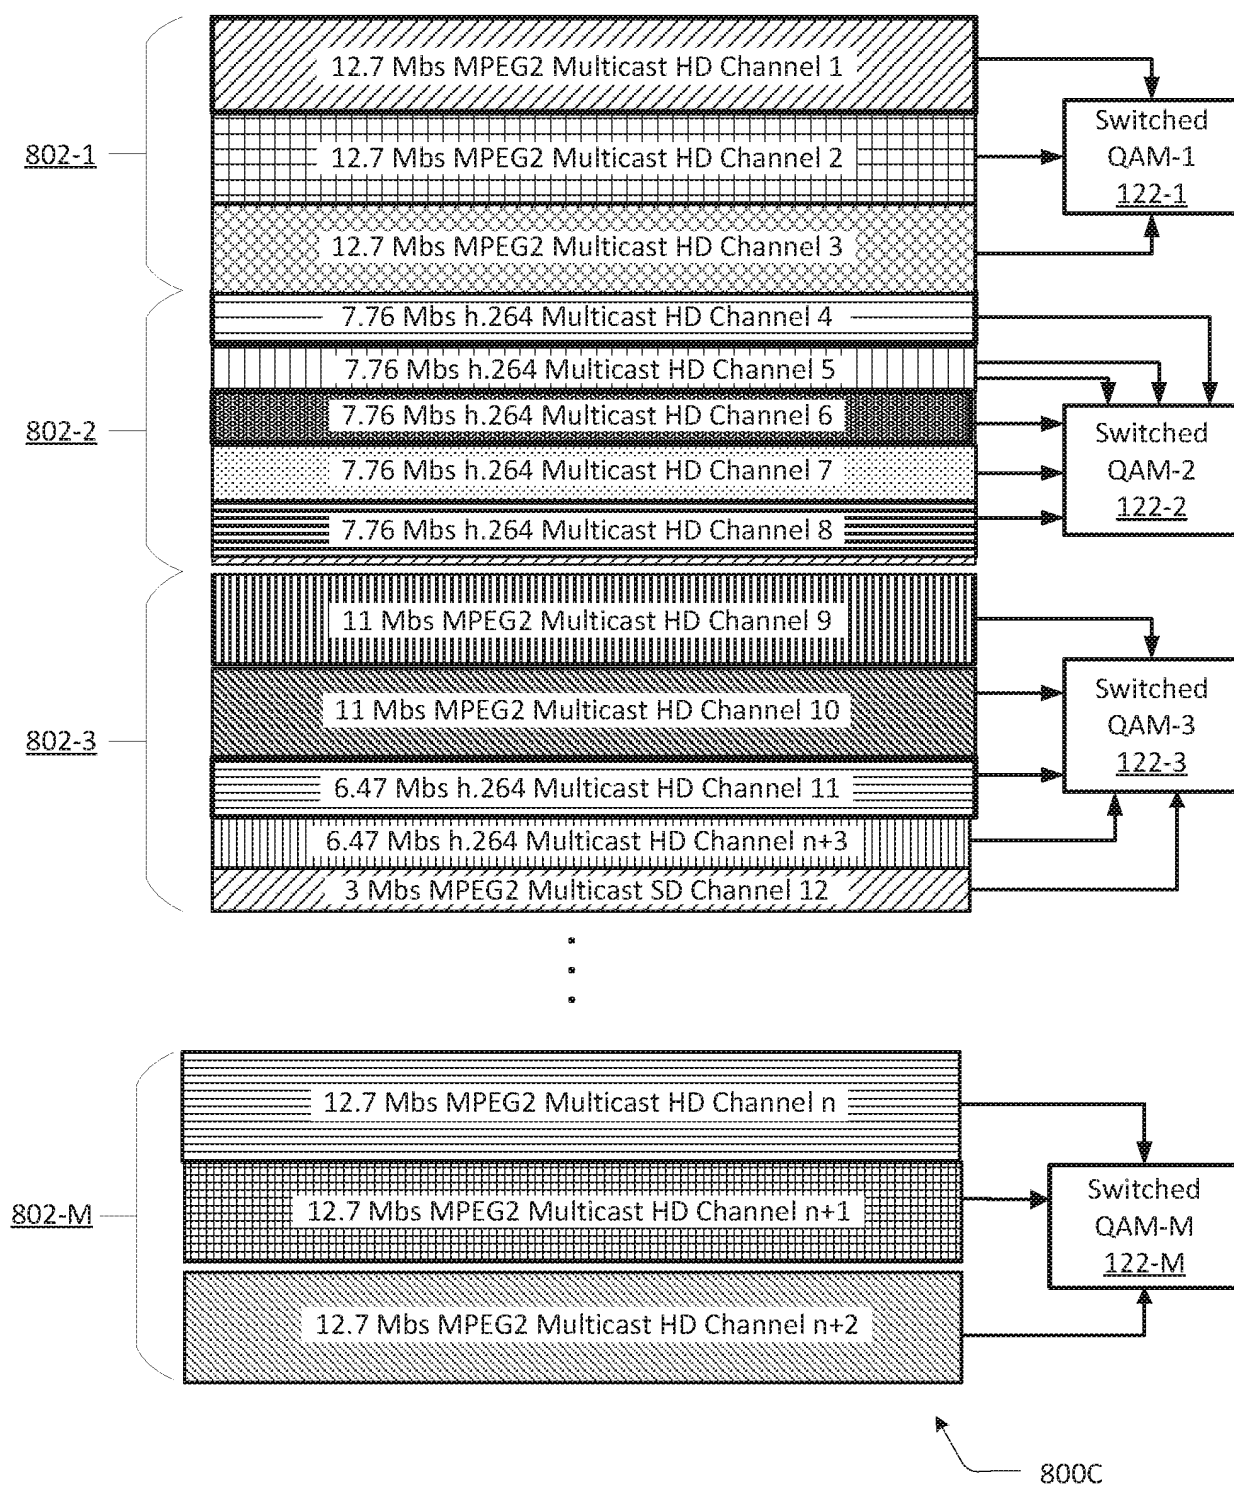 802-1
12.7 Mbs MPEG2 Multicast HD Channel 1
12.7 Mbs MPEG2 Multicast HD Channel 2
12.7 Mbs MPEG2 Multicast HD Channel 3
Switched
QAM-1
122-1
802-2
7.76 Mbs h.264 Multicast HD Channel 4
7.76 Mbs h.264 Multicast HD Channel 5
7.76 Mbs h.264 Multicast HD Channel 6
7.76 Mbs h.264 Multicast HD Channel 7
7.76 Mbs h.264 Multicast HD Channel 8
Switched
QAM-2
122-2
802-3
11 Mbs MPEG2 Multicast HD Channel 9
11 Mbs MPEG2 Multicast HD Channel 10
6.47 Mbs h.264 Multicast HD Channel 11
6.47 Mbs h.264 Multicast HD Channel n+3
3 Mbs MPEG2 Multicast SD Channel 12
Switched
QAM-3
122-3
802-M
12.7 Mbs MPEG2 Multicast HD Channel n
12.7 Mbs MPEG2 Multicast HD Channel n+1
12.7 Mbs MPEG2 Multicast HD Channel n+2
Switched
QAM-M
122-M
800C